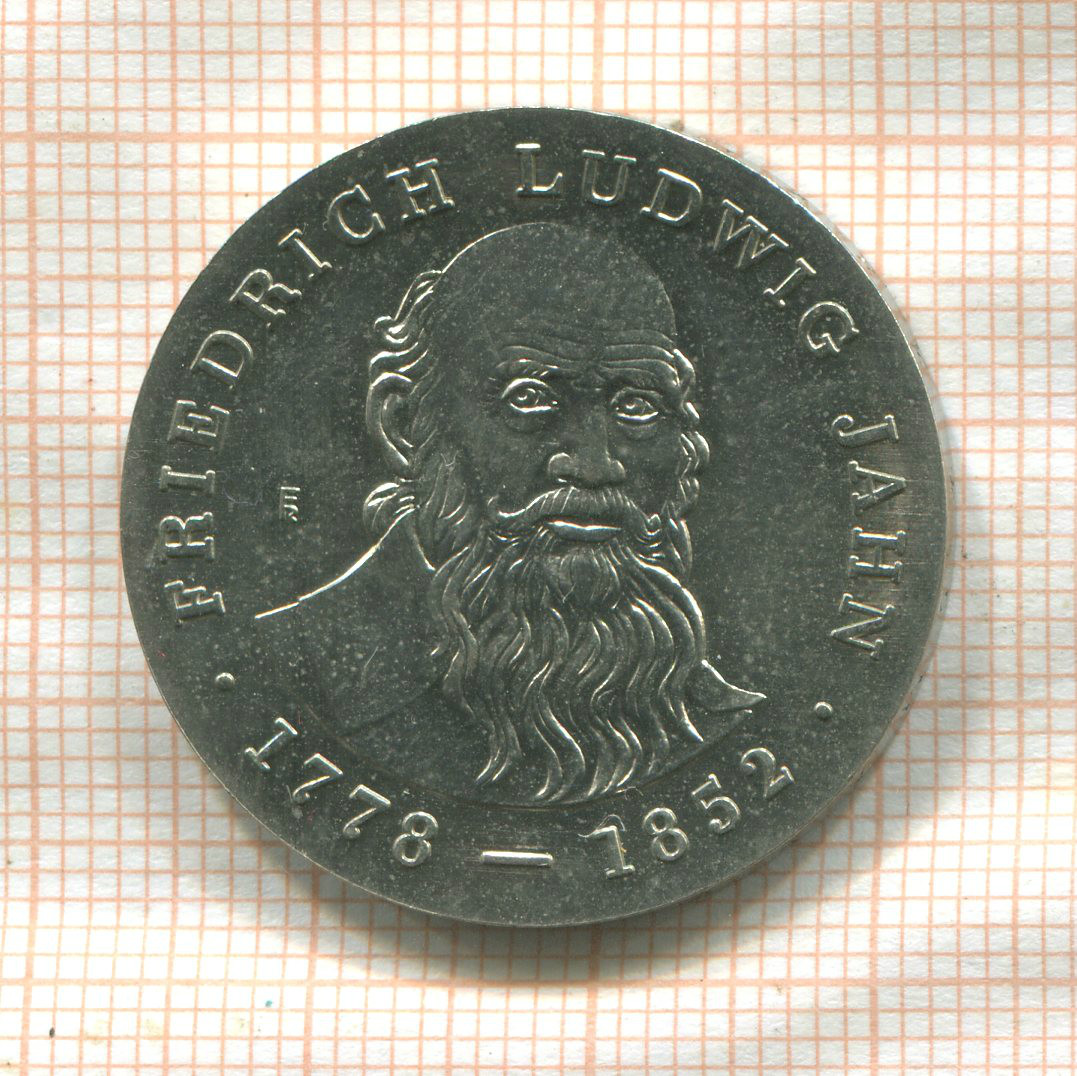 FRIEDRICH LUDWIG JAHN
· 1778 — 1852 ·